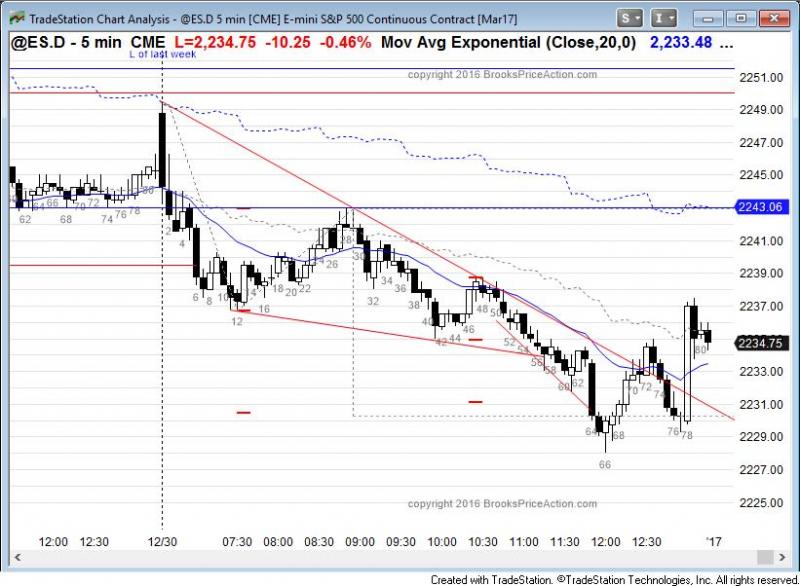 TradeStation Chart Analysis - @ES.D 5 min [CME] E-mini S&P 500 Continuous Contract [Mar17]
S
I
@ES.D - 5 min CME L=2,234.75 -10.25 -0.46% Mov Avg Exponential (Close,20,0) 2,233.48 ...
L of last week
copyright 2016 BrooksPriceAction.com
2251.00
2249.00
2247.00
2245.00
2243.06
2241.00
2239.00
2237.00
2234.75
2233.00
2231.00
2229.00
2227.00
2225.00
62 64 66 68 70 72 74 76 78 80
2 4 6 8 10 12 14 16 18 20 22 24 26 28 30 32 34 36 38 40 42 44 46 48 50 52 54 56 58 60 62 64 66 68 70 72 74 76 78 80
copyright 2016 BrooksPriceAction.com
12:00 12:30 12/30 07:30 08:00 08:30 09:00 09:30 10:00 10:30 11:00 11:30 12:00 12:30 '17
Created with TradeStation. ©TradeStation Technologies, Inc. All rights reserved.